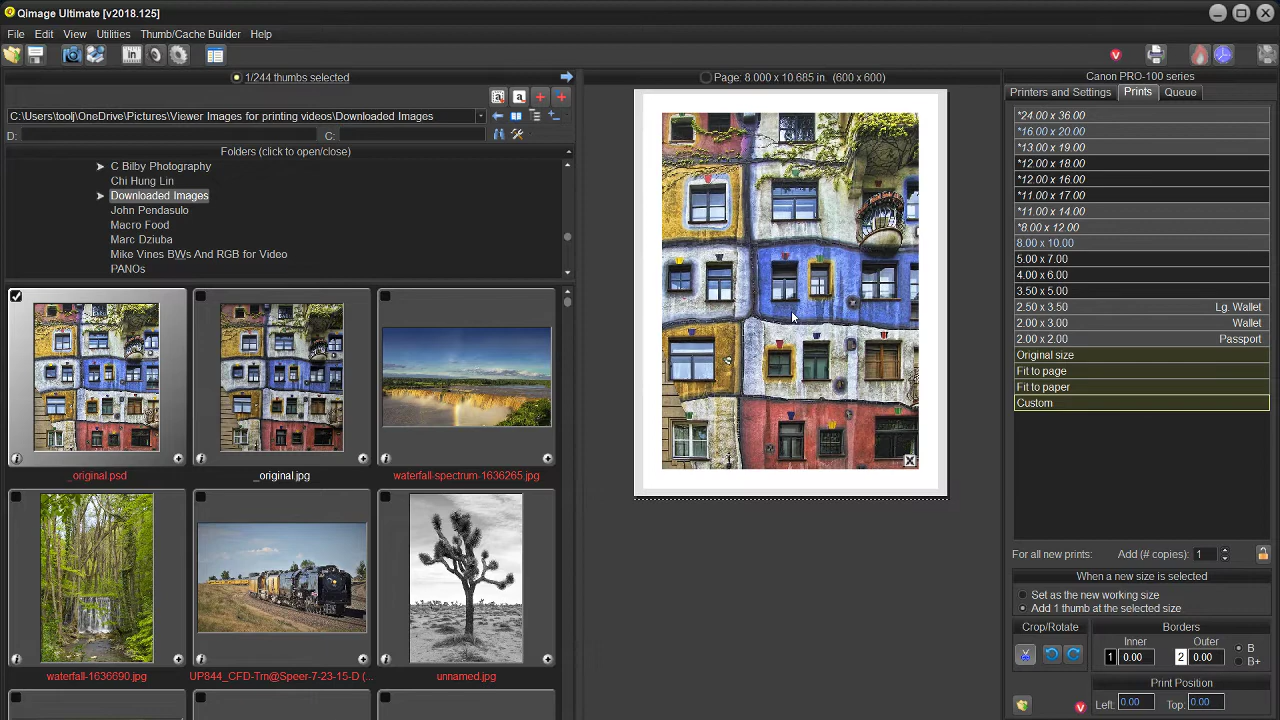 Qimage Ultimate [v2018.125]
File Edit View Utilities Thumb/Cache Builder Help
1/244 thumbs selected
Page: 8.000 x 10.685 in. (600 x 600)
Canon PRO-100 series
Printers and Settings Prints Queue
C:\Users\toolj\OneDrive\Pictures\Viewer Images for printing videos\Downloaded Images
D: C:
Folders (click to open/close)
C Bilby Photography
Chi Hung Lin
Downloaded Images
John Pendasulo
Macro Food
Marc Dziuba
Mike Vines BWs And RGB for Video
PANOs
_original.psd
_original.jpg
waterfall-spectrum-1636265.jpg
waterfall-1636690.jpg
UP844_CFD-Trn@Speer-7-23-15-D (...
unnamed.jpg
*24.00 x 36.00
*16.00 x 20.00
*13.00 x 19.00
*12.00 x 18.00
*12.00 x 16.00
*11.00 x 17.00
*11.00 x 14.00
*8.00 x 12.00
8.00 x 10.00
5.00 x 7.00
4.00 x 6.00
3.50 x 5.00
2.50 x 3.50 Lg. Wallet
2.00 x 3.00 Wallet
2.00 x 2.00 Passport
Original size
Fit to page
Fit to paper
Custom
For all new prints: Add (# copies): 1
When a new size is selected
Set as the new working size
Add 1 thumb at the selected size
Crop/Rotate Borders
Inner Outer
1 0.00 2 0.00 B
B+
Print Position
Left: 0.00 Top: 0.00